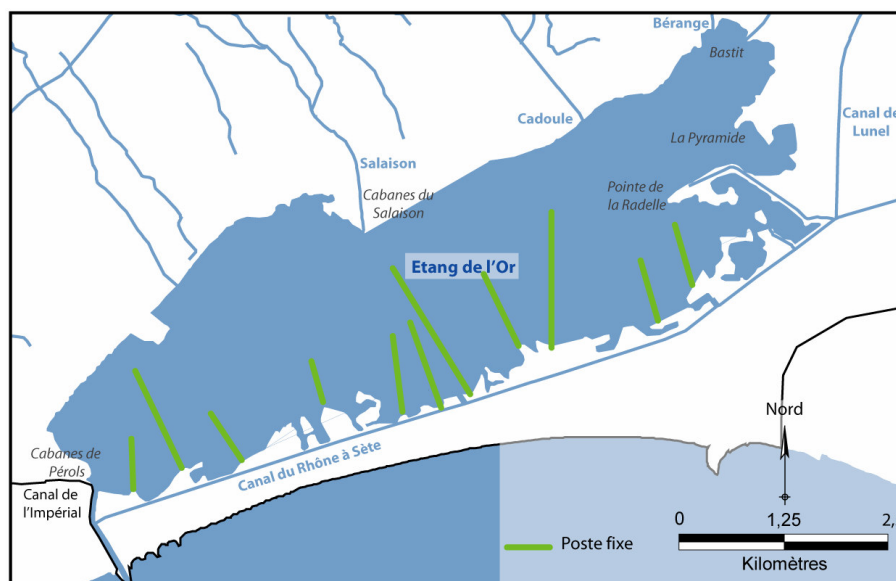 Bérange
Bastit
Cadoule
Canal de
Lunel
La Pyramide
Salaison
Cabanes du
Salaison
Pointe de
la Radelle
Etang de l'Or
Nord
Cabanes de
Pérols
Canal du Rhône à Sète
Canal de
l'Impérial
Poste fixe
0
1,25
2,
Kilomètres